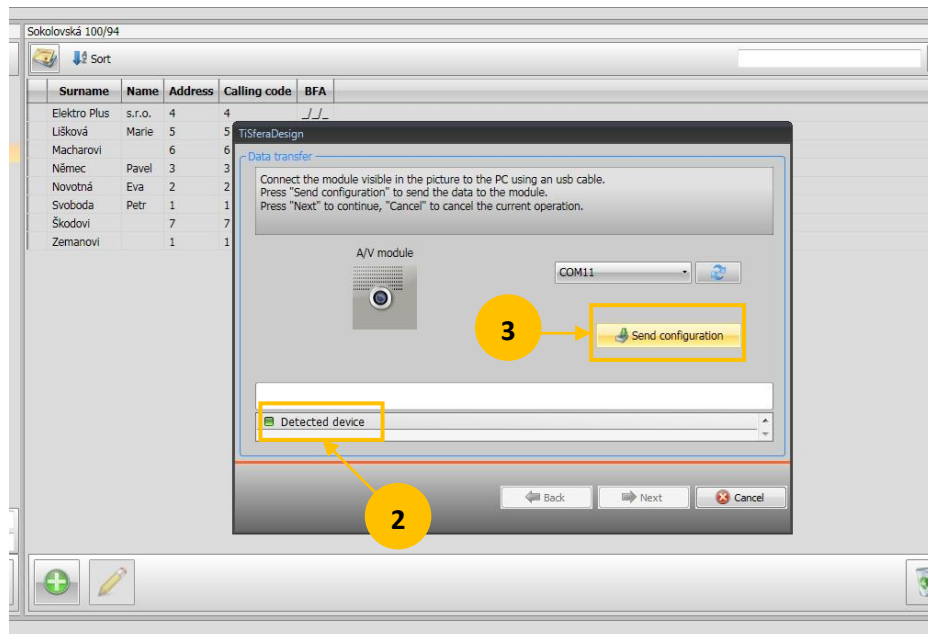 Sokolovská 100/94
Sort
Surname Name Address Calling code BFA
Elektro Plus s.r.o. 4 4 _/_/_
Lišková Marie 5 5
Macharovi 6 6
Němec Pavel 3 3
Novotná Eva 2 2
Svoboda Petr 1 1
Škodovi 7 7
Zemanovi 1 1
TiSferaDesign
Data transfer
Connect the module visible in the picture to the PC using an usb cable.
Press "Send configuration" to send the data to the module.
Press "Next" to continue, "Cancel" to cancel the current operation.
A/V module
COM11
3
Send configuration
Detected device
Back Next Cancel
2